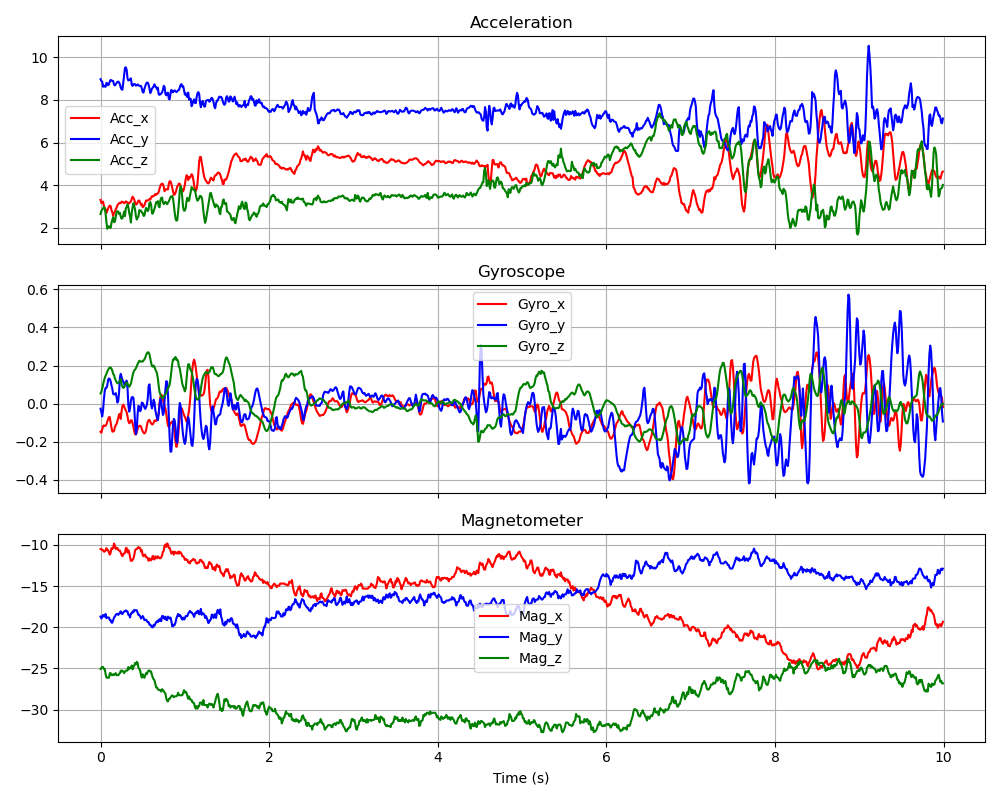 Acceleration
10
8
6
4
2
Acc_x
Acc_y
Acc_z
Gyroscope
0.6
0.4
0.2
0.0
−0.2
−0.4
Gyro_x
Gyro_y
Gyro_z
Magnetometer
−10
−15
−20
−25
−30
Mag_x
Mag_y
Mag_z
0 2 4 6 8 10
Time (s)